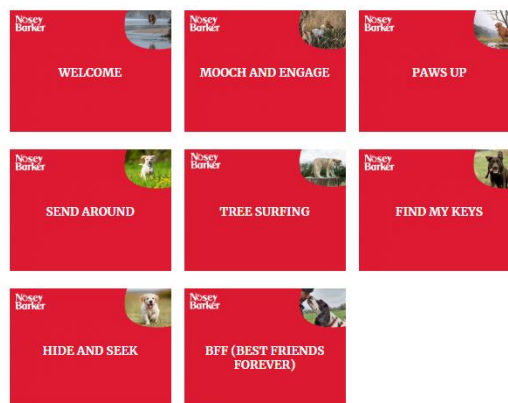 Nosey
Barker
WELCOME
Nosey
Barker
MOOCH AND ENGAGE
Nosey
Barker
PAWS UP
Nosey
Barker
SEND AROUND
Nosey
Barker
TREE SURFING
Nosey
Barker
FIND MY KEYS
Nosey
Barker
HIDE AND SEEK
Nosey
Barker
BFF (BEST FRIENDS
FOREVER)